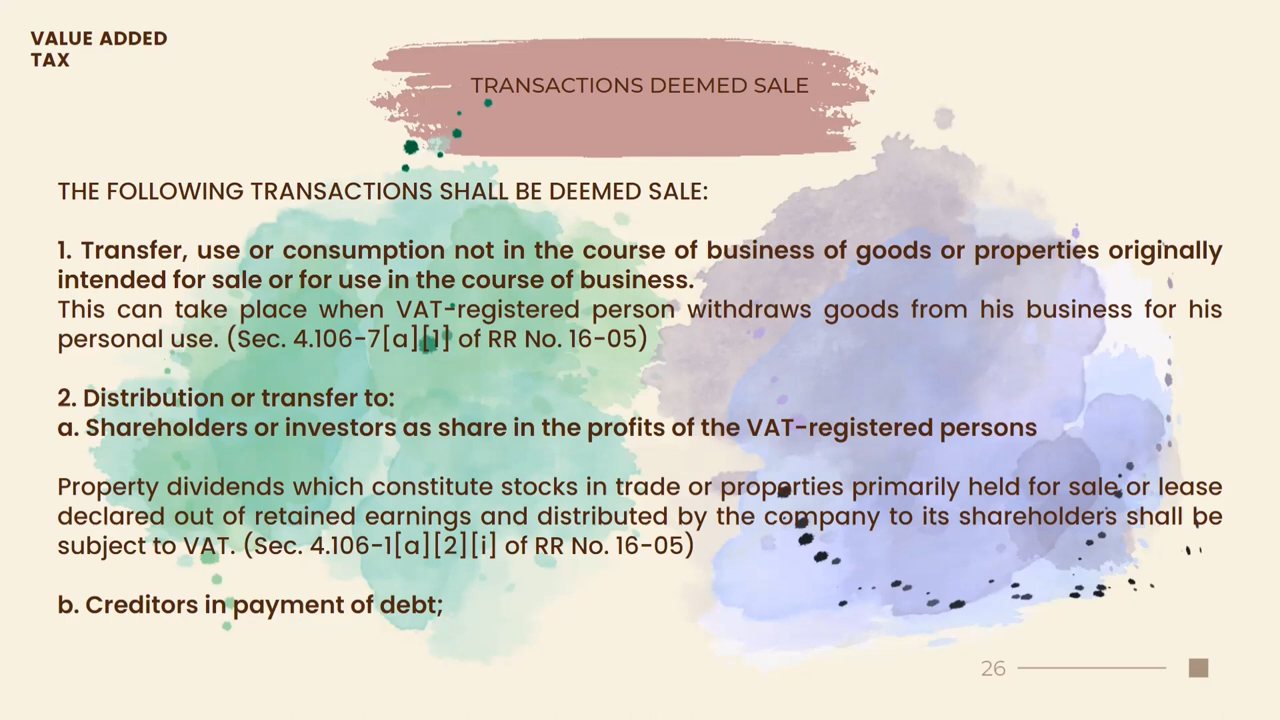 VALUE ADDED
TAX
TRANSACTIONS DEEMED SALE
THE FOLLOWING TRANSACTIONS SHALL BE DEEMED SALE:
1. Transfer, use or consumption not in the course of business of goods or properties originally
intended for sale or for use in the course of business.
This can take place when VAT-registered person withdraws goods from his business for his
personal use. (Sec. 4.106-7[a][1] of RR No. 16-05)
2. Distribution or transfer to:
a. Shareholders or investors as share in the profits of the VAT-registered persons
Property dividends which constitute stocks in trade or properties primarily held for sale or lease
declared out of retained earnings and distributed by the company to its shareholders shall be
subject to VAT. (Sec. 4.106-1[a][2][i] of RR No. 16-05)
b. Creditors in payment of debt;
26